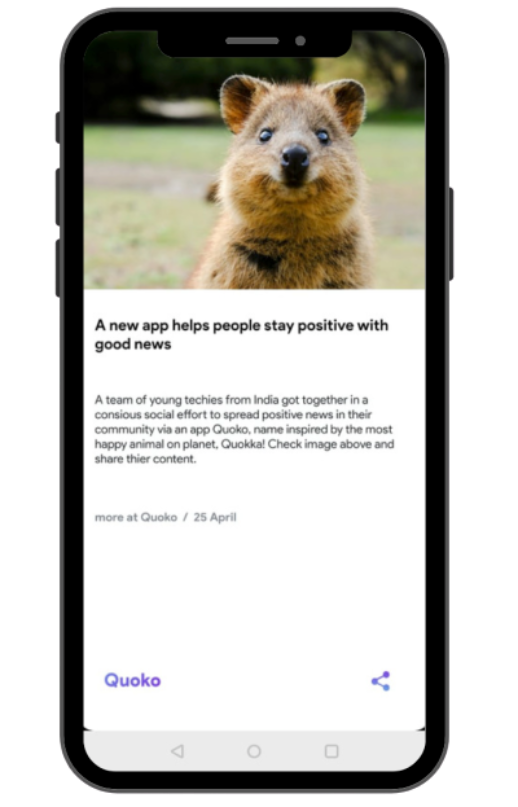 A new app helps people stay positive with
good news
A team of young techies from India got together in a
consious social effort to spread positive news in their
community via an app Quoko, name inspired by the most
happy animal on planet, Quokka! Check image above and
share thier content.
more at Quoko / 25 April
Quoko